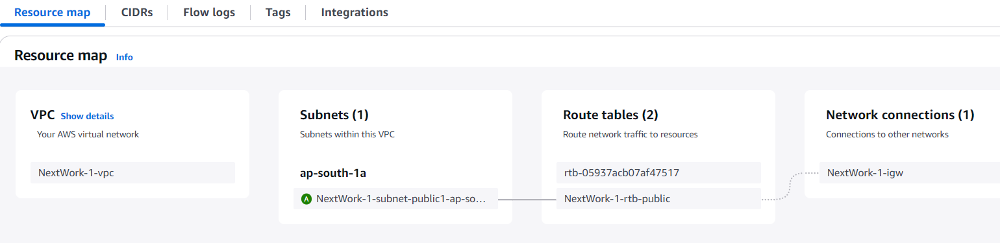 Resource map
CIDRs
Flow logs
Tags
Integrations
Resource map Info
VPC Show details
Your AWS virtual network
NextWork-1-vpc
Subnets (1)
Subnets within this VPC
ap-south-1a
A NextWork-1-subnet-public1-ap-so...
Route tables (2)
Route network traffic to resources
rtb-05937acb07af47517
NextWork-1-rtb-public
Network connections (1)
Connections to other networks
NextWork-1-igw